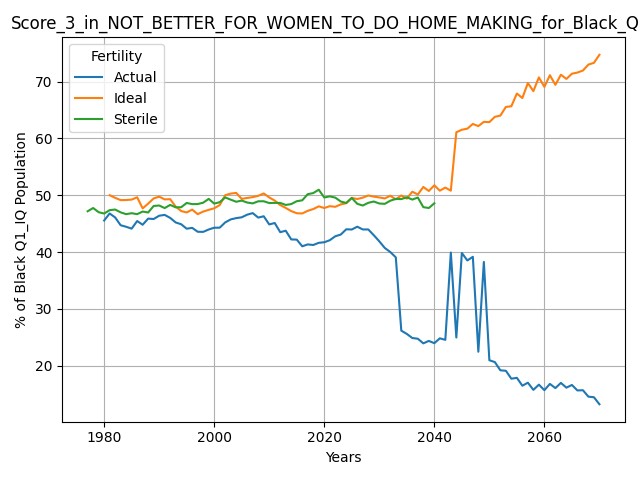 Score_3_in_NOT_BETTER_FOR_WOMEN_TO_DO_HOME_MAKING_for_Black_Q
Fertility
Actual
Ideal
Sterile
% of Black Q1_IQ Population
70
60
50
40
30
20
1980
2000
2020
2040
2060
Years